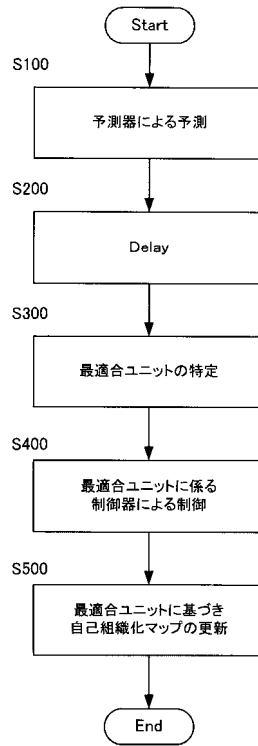 Start
S100
予測器による予測
S200
Delay
S300
最適合ユニットの特定
S400
最適合ユニットに係る
制御器による制御
S500
最適合ユニットに基づき
自己組織化マップの更新
End